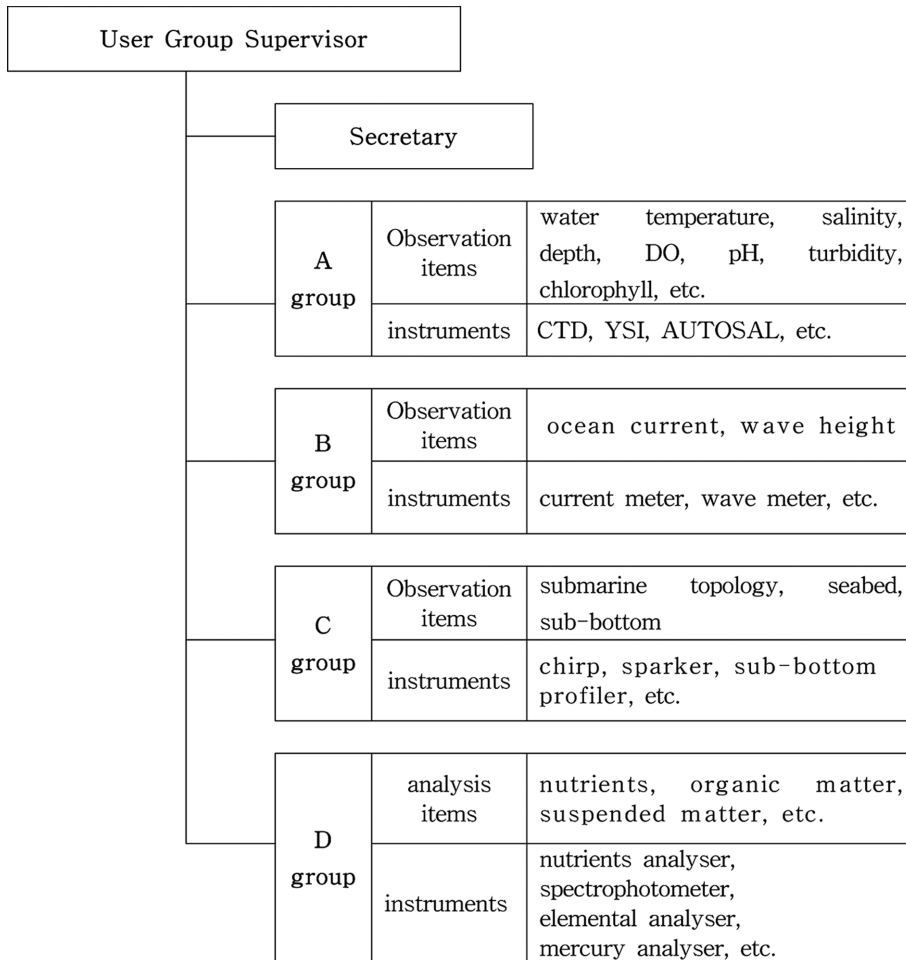 User Group Supervisor
Secretary
A
group
Observation
items
water temperature, salinity,
depth, DO, pH, turbidity,
chlorophyll, etc.
instruments
CTD, YSI, AUTOSAL, etc.
B
group
Observation
items
ocean current, wave height
instruments
current meter, wave meter, etc.
C
group
Observation
items
submarine topology, seabed,
sub-bottom
instruments
chirp, sparker, sub-bottom
profiler, etc.
D
group
analysis
items
nutrients, organic matter,
suspended matter, etc.
instruments
nutrients analyser,
spectrophotometer,
elemental analyser,
mercury analyser, etc.